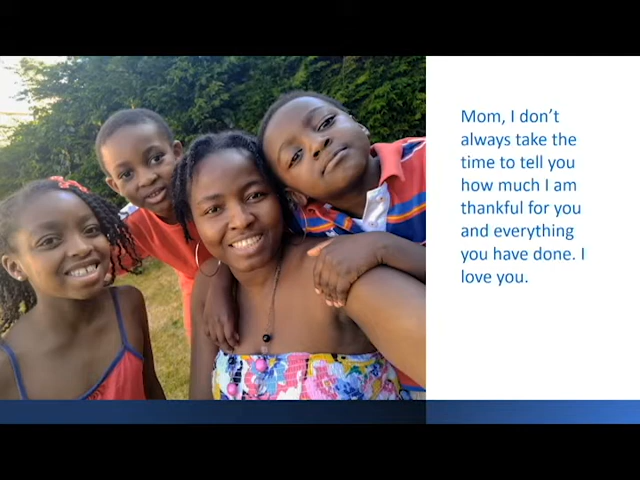 Mom, I don’t
always take the
time to tell you
how much I am
thankful for you
and everything
you have done. I
love you.